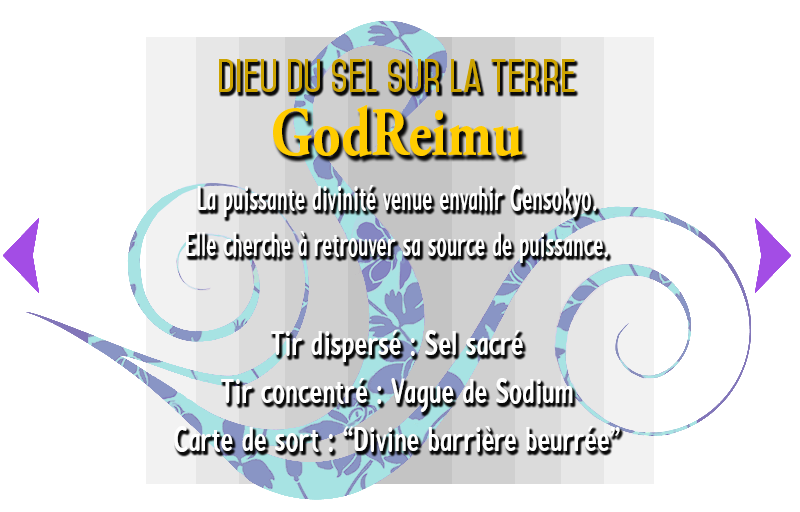 DIEU DU SEL SUR LA TERRE
GodReimu
La puissante divinité venue envahir Gensokyo.
Elle cherche à retrouver sa source de puissance.
Tir dispersé : Sel sacré
Tir concentré : Vague de Sodium
Carte de sort : “Divine barrière beurrée”